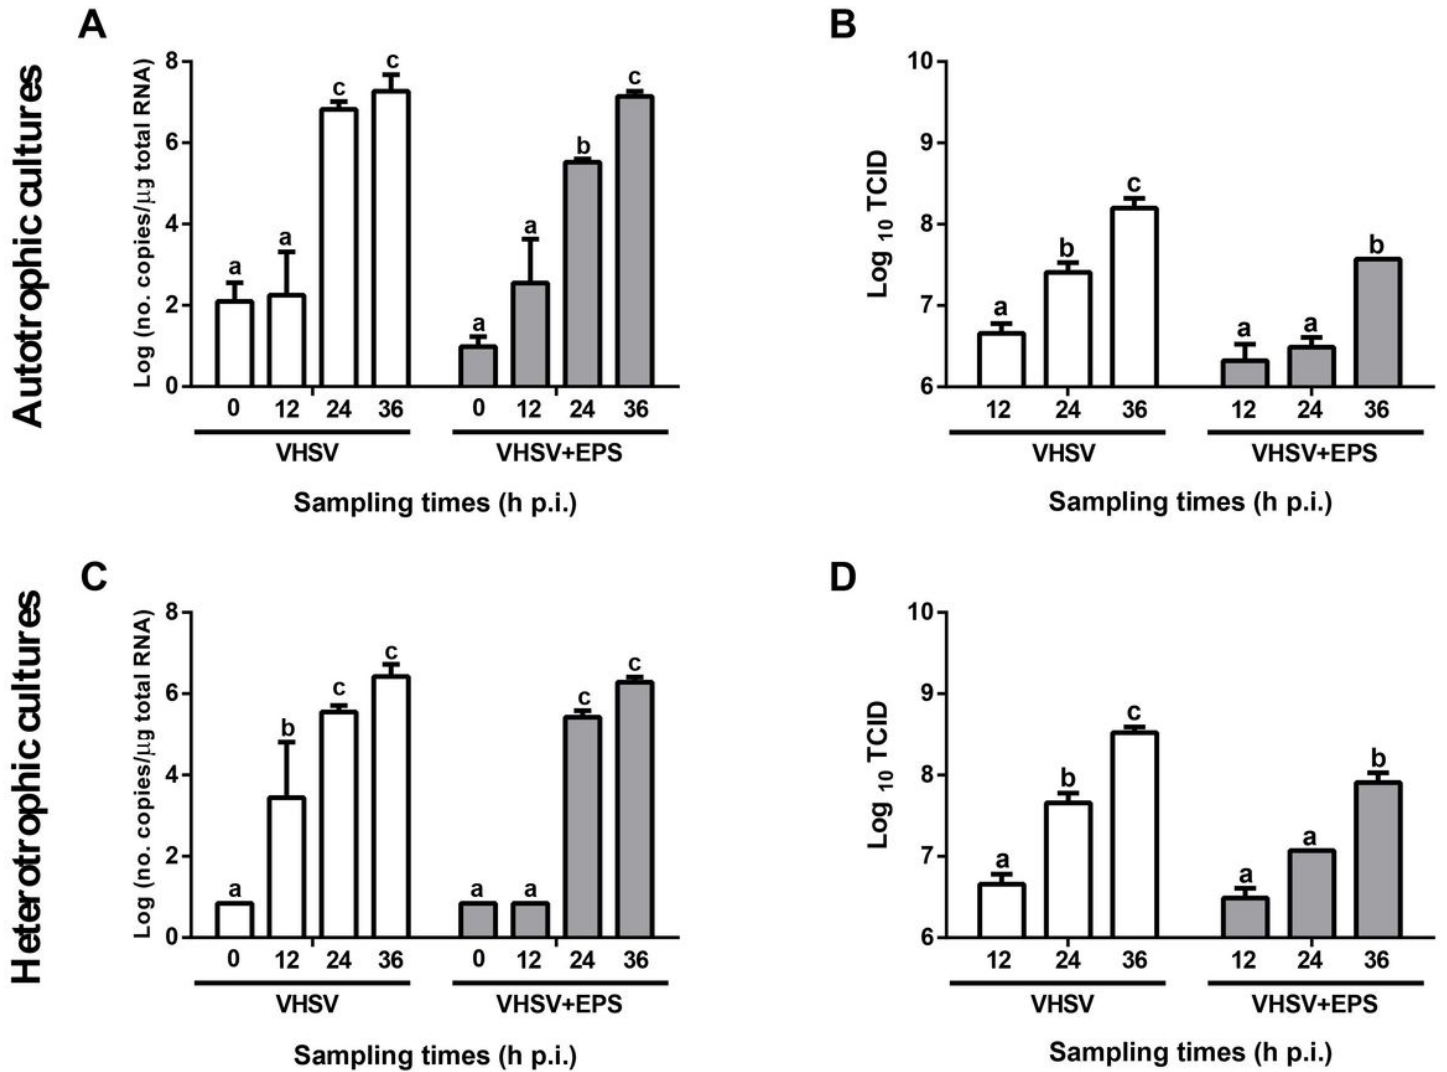 Autotrophic cultures
A
Log (no. copies/µg total RNA)
8
6
4
2
0
a
a
c
c
a
a
b
c
0 12 24 36 0 12 24 36
VHSV VHSV+EPS
Sampling times (h p.i.)
B
Log 10 TCID
10
9
8
7
6
a
b
c
a
a
b
12 24 36 12 24 36
VHSV VHSV+EPS
Sampling times (h p.i.)
Heterotrophic cultures
C
Log (no. copies/µg total RNA)
8
6
4
2
0
a
b
c
c
a
a
c
c
0 12 24 36 0 12 24 36
VHSV VHSV+EPS
Sampling times (h p.i.)
D
Log 10 TCID
10
9
8
7
6
a
b
c
a
a
b
12 24 36 12 24 36
VHSV VHSV+EPS
Sampling times (h p.i.)